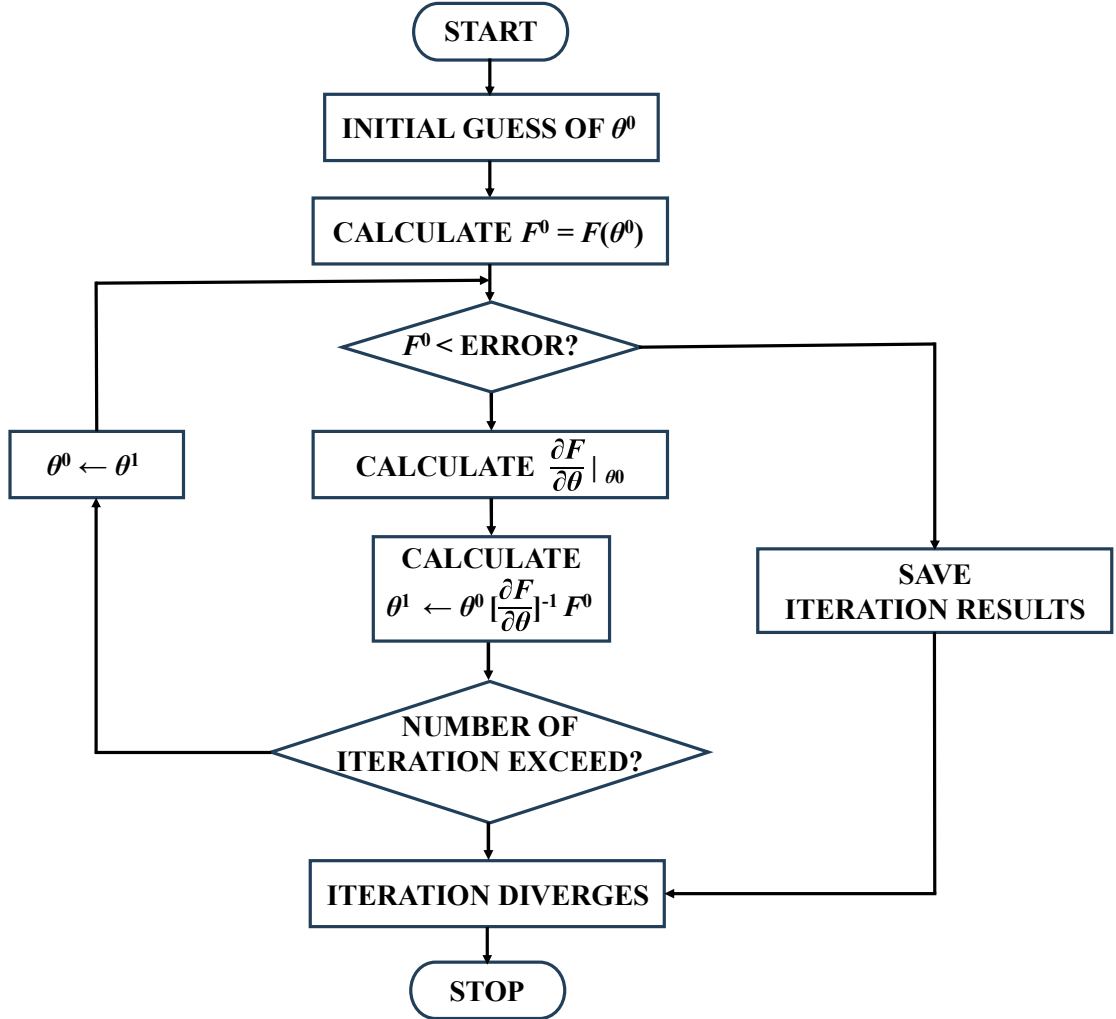 START
INITIAL GUESS OF θ⁰
CALCULATE F⁰ = F(θ⁰)
F⁰ < ERROR?
θ⁰ ← θ¹
CALCULATE ∂F/∂θ | θ0
CALCULATE
θ¹ ← θ⁰ [∂F/∂θ]⁻¹ F⁰
SAVE
ITERATION RESULTS
NUMBER OF
ITERATION EXCEED?
ITERATION DIVERGES
STOP